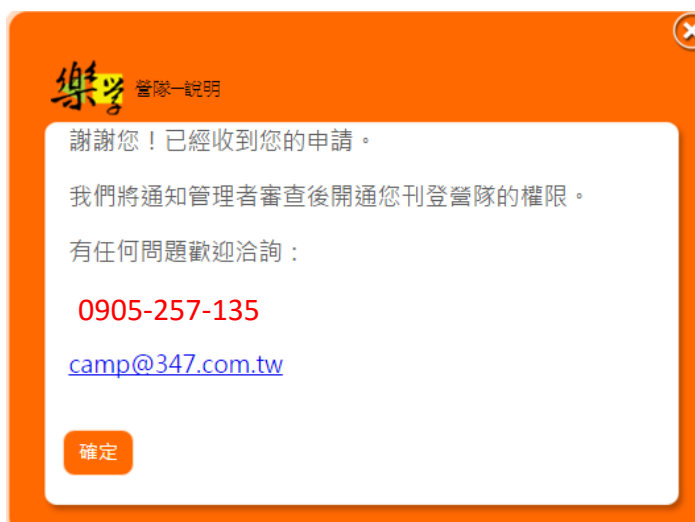 樂学 營隊─說明
謝謝您！已經收到您的申請。
我們將通知管理者審查後開通您刊登營隊的權限。
有任何問題歡迎洽詢：
0905-257-135
camp@347.com.tw
確定